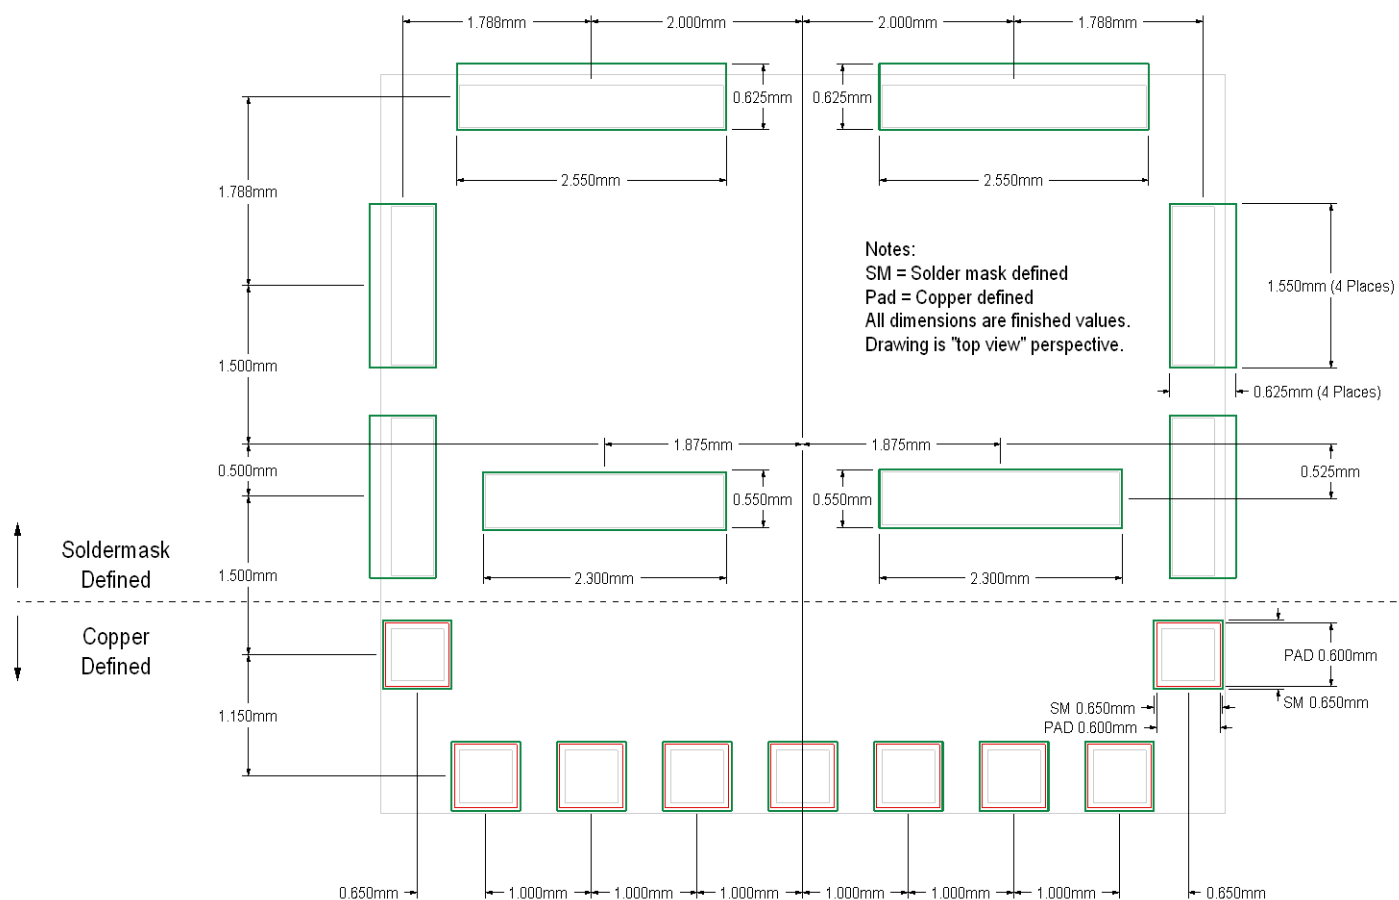 1.788mm 2.000mm 2.000mm 1.788mm
0.625mm 0.625mm
2.550mm 2.550mm
1.788mm
Notes:
SM = Solder mask defined
Pad = Copper defined
All dimensions are finished values.
Drawing is "top view" perspective.
1.550mm (4 Places)
1.500mm
0.625mm (4 Places)
1.875mm 1.875mm
0.500mm
0.525mm
0.550mm 0.550mm
Soldermask
Defined
1.500mm
2.300mm 2.300mm
Copper
Defined
PAD 0.600mm
SM 0.650mm
SM 0.650mm
PAD 0.600mm
1.150mm
0.650mm 1.000mm 1.000mm 1.000mm 1.000mm 1.000mm 1.000mm 0.650mm